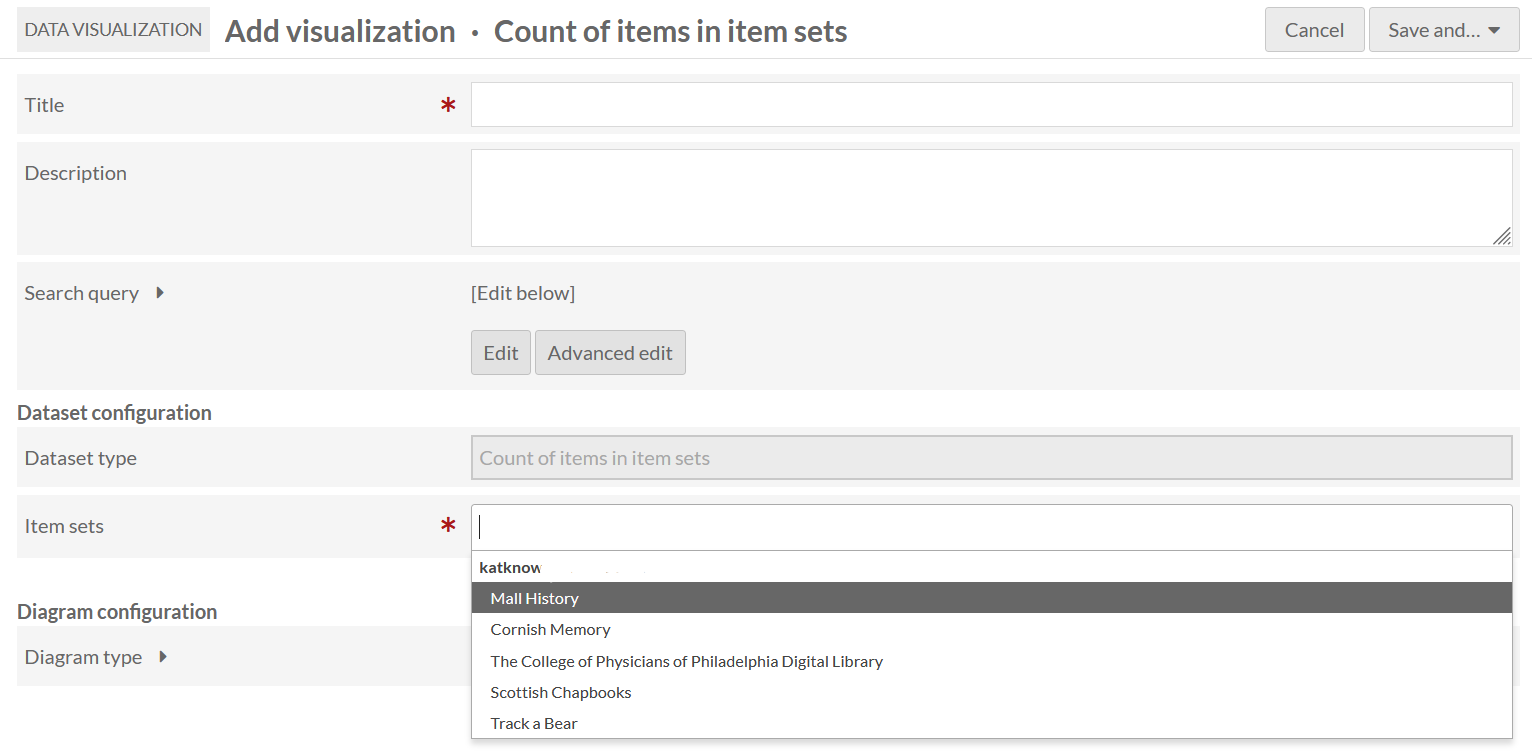 DATA VISUALIZATION Add visualization · Count of items in item sets Cancel Save and...
Title *
Description
Search query [Edit below]
Edit Advanced edit
Dataset configuration
Dataset type Count of items in item sets
Item sets *
katknow
Mall History
Diagram configuration
Cornish Memory
Diagram type
The College of Physicians of Philadelphia Digital Library
Scottish Chapbooks
Track a Bear